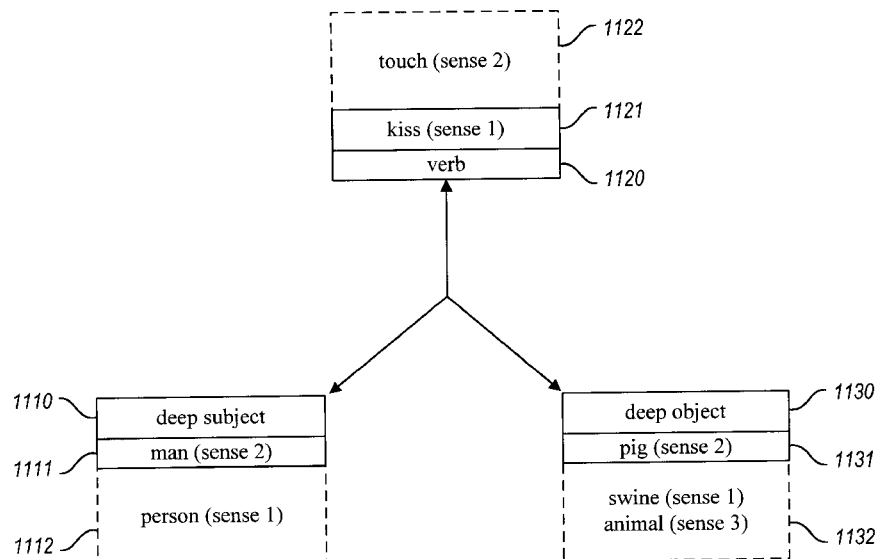 touch (sense 2)
1122
kiss (sense 1)
1121
verb
1120
1110
deep subject
1111
man (sense 2)
1112
person (sense 1)
deep object
1130
pig (sense 2)
1131
swine (sense 1)
animal (sense 3)
1132